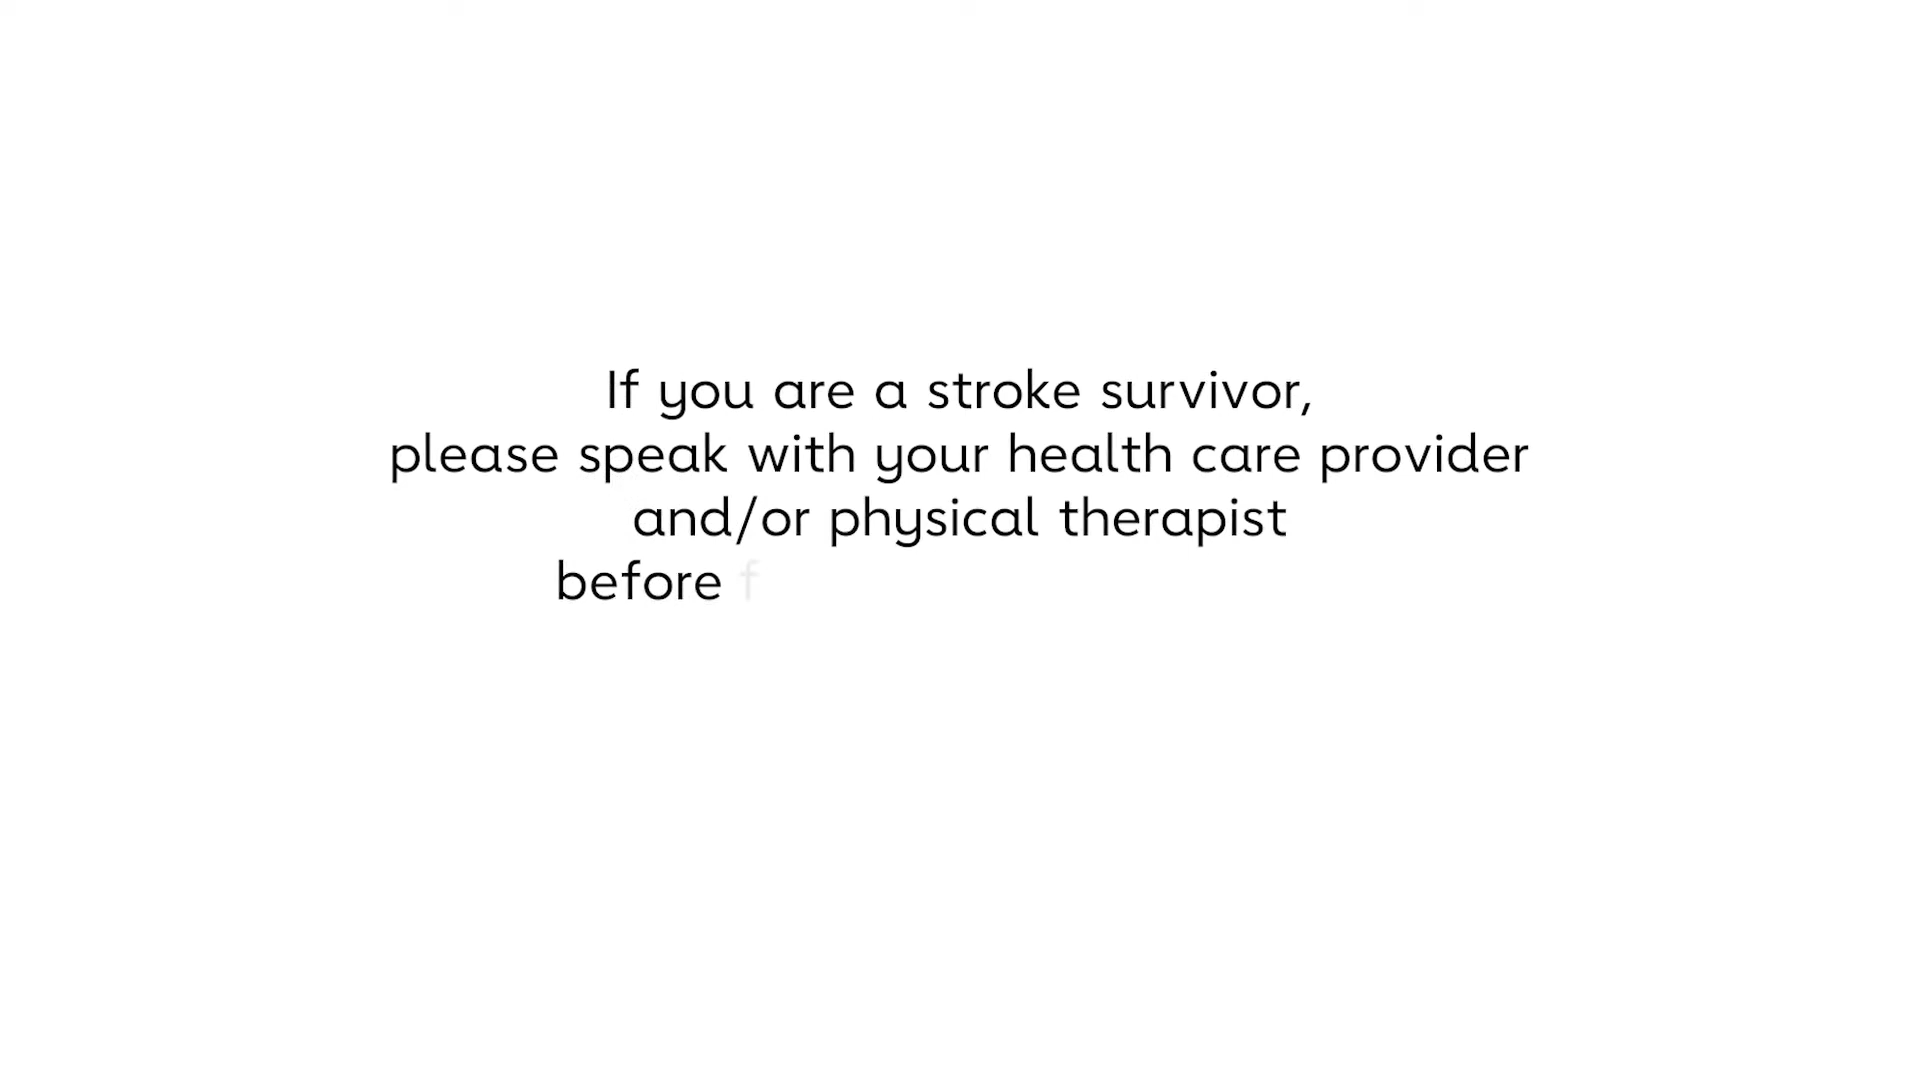 If you are a stroke survivor,
please speak with your health care provider
and/or physical therapist
before f